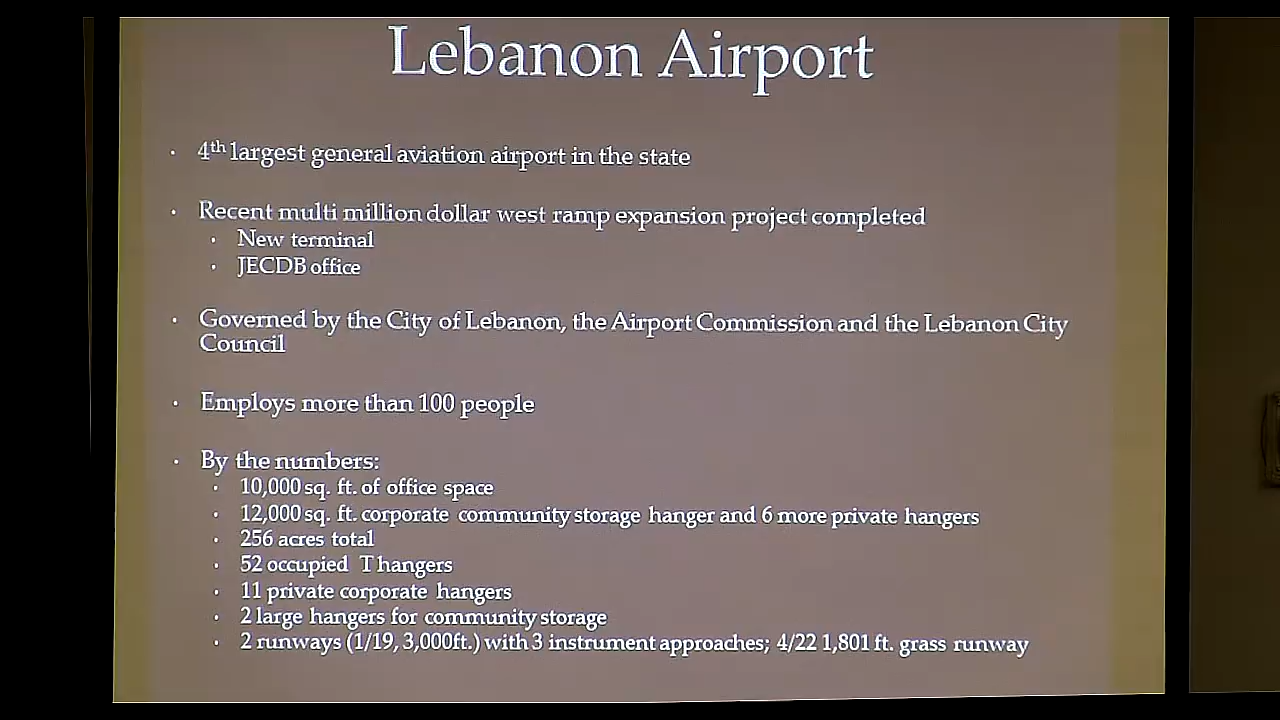 Lebanon Airport
· 4th largest general aviation airport in the state
· Recent multi million dollar west ramp expansion project completed
· New terminal
· JECDB office
· Governed by the City of Lebanon, the Airport Commission and the Lebanon City
Council
· Employs more than 100 people
· By the numbers:
· 10,000 sq. ft. of office space
· 12,000 sq. ft. corporate community storage hanger and 6 more private hangers
· 256 acres total
· 52 occupied T hangers
· 11 private corporate hangers
· 2 large hangers for community storage
· 2 runways (1/19, 3,000ft.) with 3 instrument approaches; 4/22 1,801 ft. grass runway